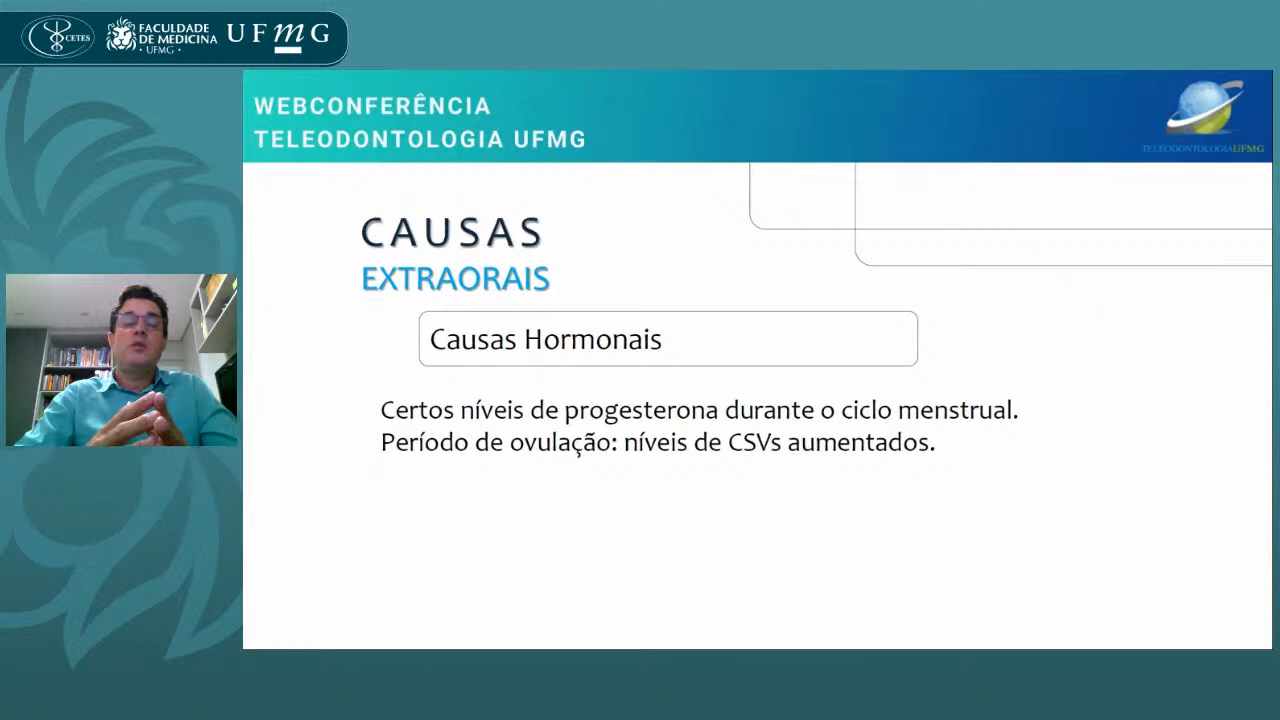 CETES
FACULDADE
DE MEDICINA
• UFMG •
UFmG
WEBCONFERÊNCIA
TELEODONTOLOGIA UFMG
TELEODONTOLOGIAUFMG
CAUSAS
EXTRAORAIS
Causas Hormonais
Certos níveis de progesterona durante o ciclo menstrual.
Período de ovulação: níveis de CSVs aumentados.